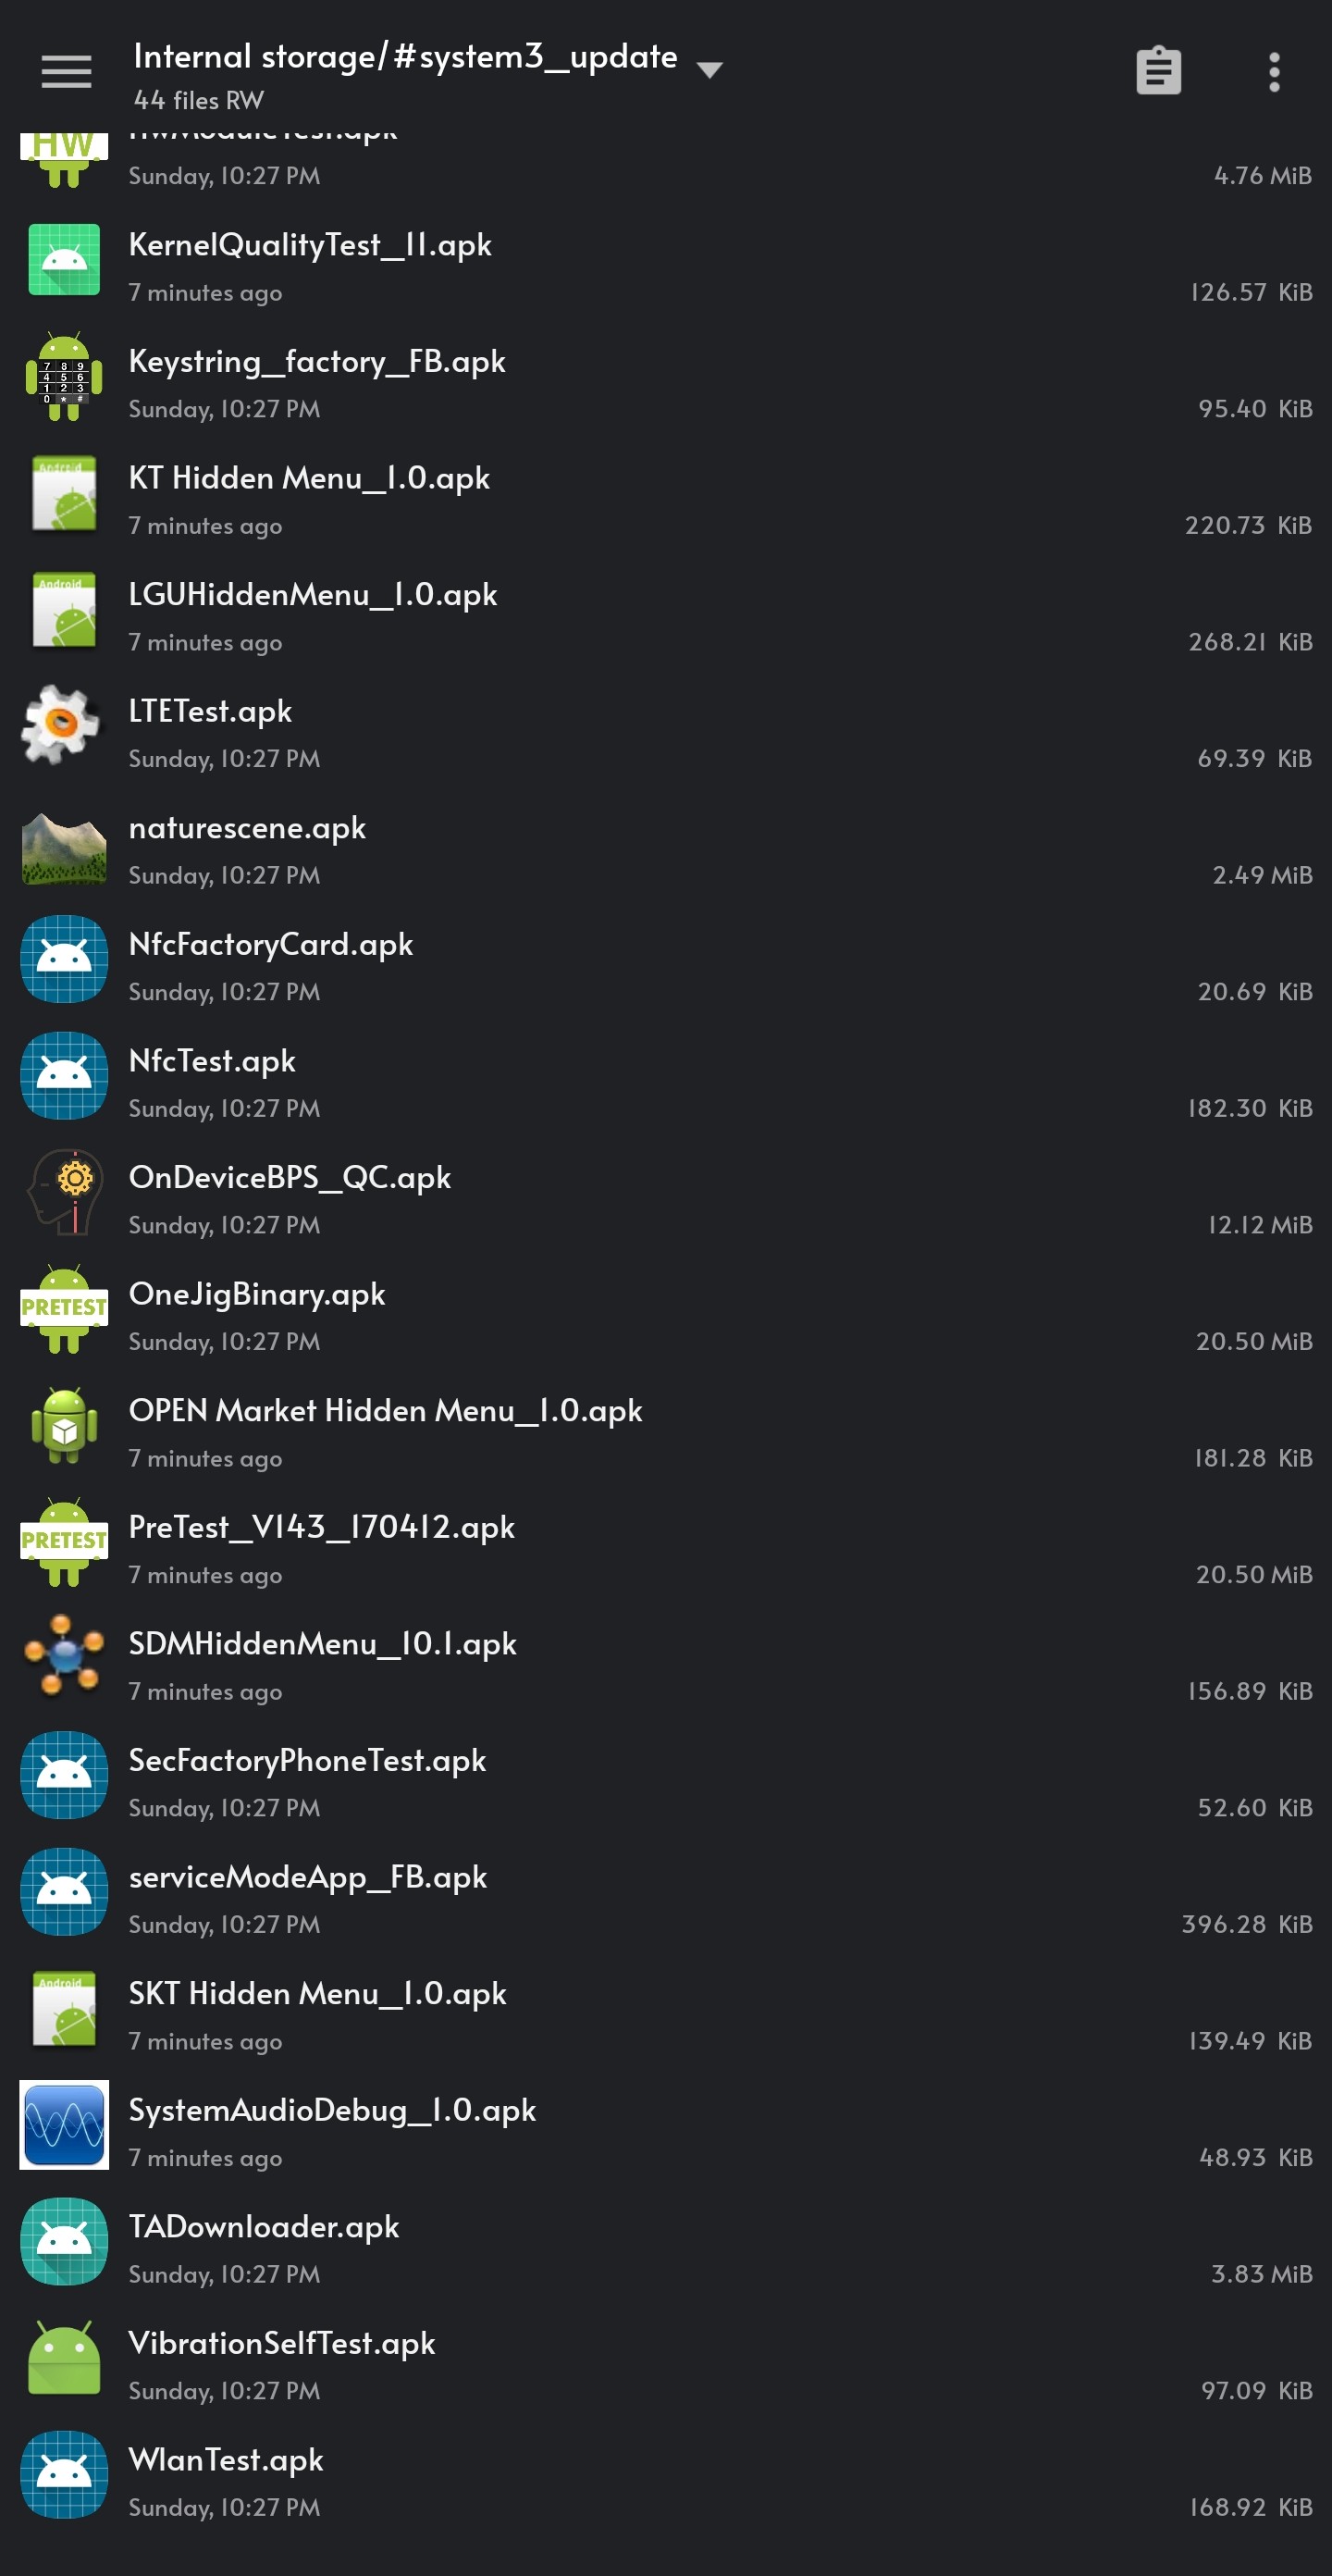 Internal storage/#system3_update
44 files RW
HwModuleTest.apk
Sunday, 10:27 PM 4.76 MiB
KernelQualityTest_11.apk
7 minutes ago 126.57 KiB
Keystring_factory_FB.apk
Sunday, 10:27 PM 95.40 KiB
KT Hidden Menu_1.0.apk
7 minutes ago 220.73 KiB
LGUHiddenMenu_1.0.apk
7 minutes ago 268.21 KiB
LTETest.apk
Sunday, 10:27 PM 69.39 KiB
naturescene.apk
Sunday, 10:27 PM 2.49 MiB
NfcFactoryCard.apk
Sunday, 10:27 PM 20.69 KiB
NfcTest.apk
Sunday, 10:27 PM 182.30 KiB
OnDeviceBPS_QC.apk
Sunday, 10:27 PM 12.12 MiB
PRETEST OneJigBinary.apk
Sunday, 10:27 PM 20.50 MiB
OPEN Market Hidden Menu_1.0.apk
7 minutes ago 181.28 KiB
PRETEST PreTest_V143_170412.apk
7 minutes ago 20.50 MiB
SDMHiddenMenu_10.1.apk
7 minutes ago 156.89 KiB
SecFactoryPhoneTest.apk
Sunday, 10:27 PM 52.60 KiB
serviceModeApp_FB.apk
Sunday, 10:27 PM 396.28 KiB
SKT Hidden Menu_1.0.apk
7 minutes ago 139.49 KiB
SystemAudioDebug_1.0.apk
7 minutes ago 48.93 KiB
TADownloader.apk
Sunday, 10:27 PM 3.83 MiB
VibrationSelfTest.apk
Sunday, 10:27 PM 97.09 KiB
WlanTest.apk
Sunday, 10:27 PM 168.92 KiB